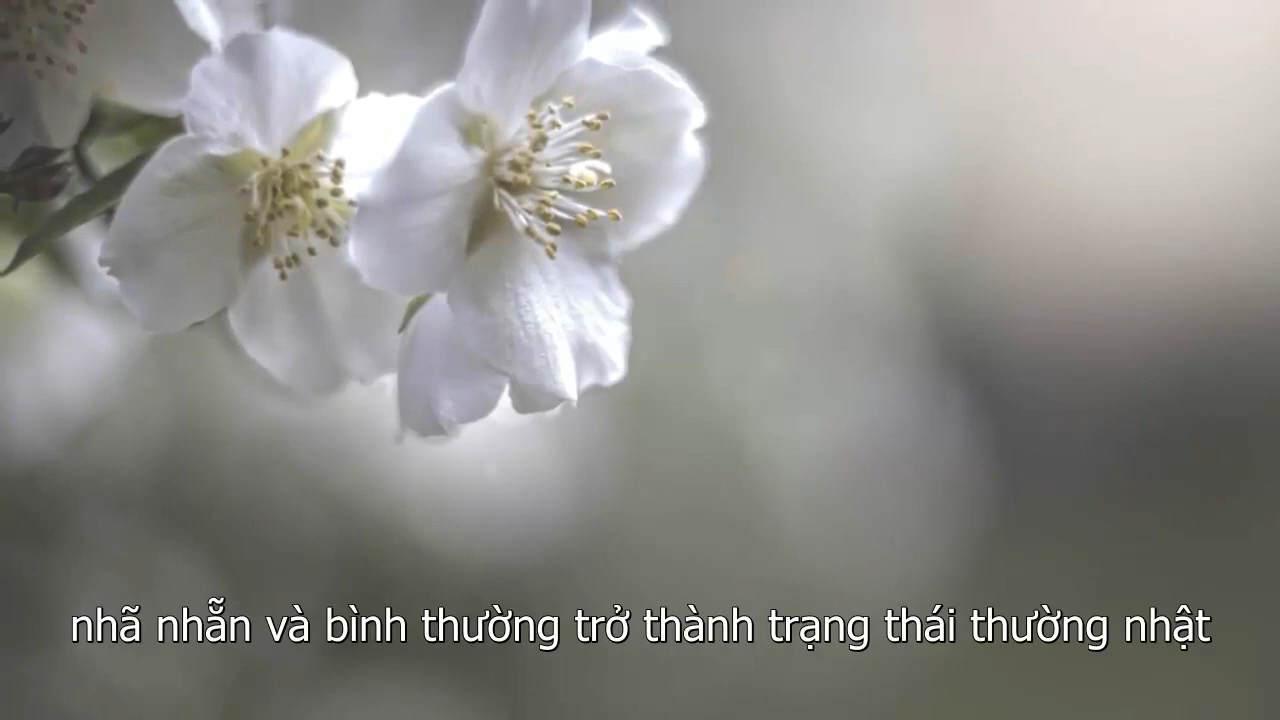 nhã nhẵn và bình thường trở thành trạng thái thường nhật